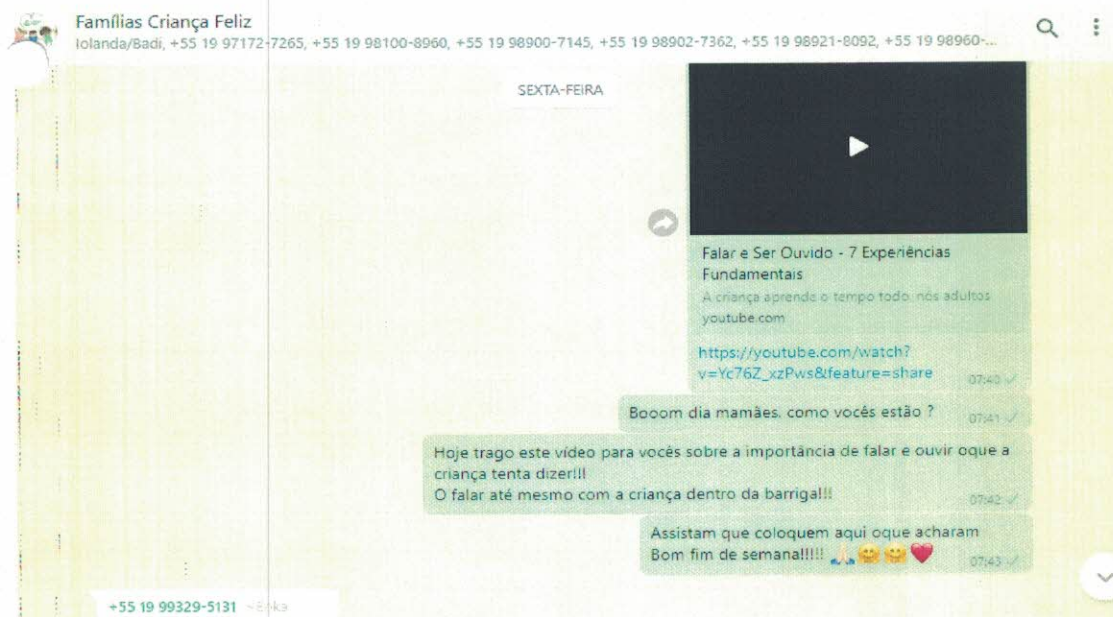 Famílias Criança Feliz
Iolanda/Badi, +55 19 97172-7265, +55 19 98100-8960, +55 19 98900-7145, +55 19 98902-7362, +55 19 98921-8092, +55 19 98960-...
SEXTA-FEIRA
Falar e Ser Ouvido - 7 Experiências
Fundamentais
A criança aprende o tempo todo, nós adultos
youtube.com
https://youtube.com/watch?
v=Yc76Z_xzPws&feature=share
07:40
Booom dia mamães. como vocês estão ?
07:41
Hoje trago este vídeo para vocês sobre a importância de falar e ouvir oque a
criança tenta dizer!!!
O falar até mesmo com a criança dentro da barriga!!!
07:42
Assistam que coloquem aqui oque acharam
Bom fim de semana!!!!! 🙏🏻🤗🤗❤️
07:43
+55 19 99329-5131